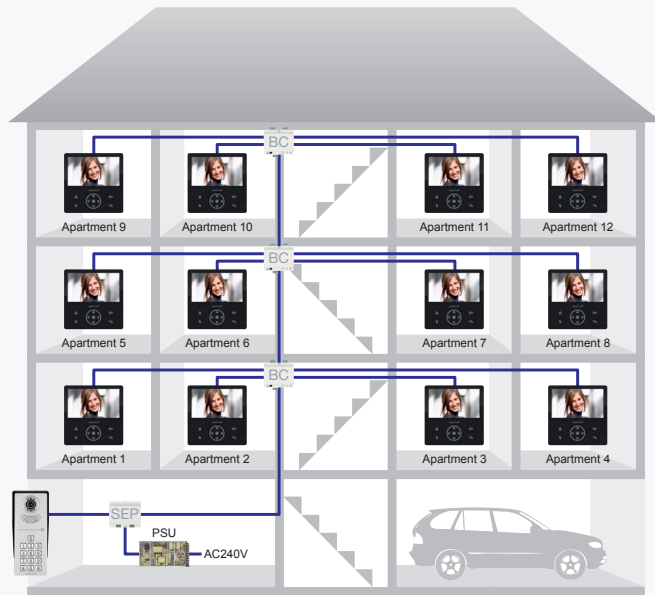 BC
Apartment 9
Apartment 10
Apartment 11
Apartment 12
BC
Apartment 5
Apartment 6
Apartment 7
Apartment 8
BC
Apartment 1
Apartment 2
Apartment 3
Apartment 4
SEP
PSU
AC240V